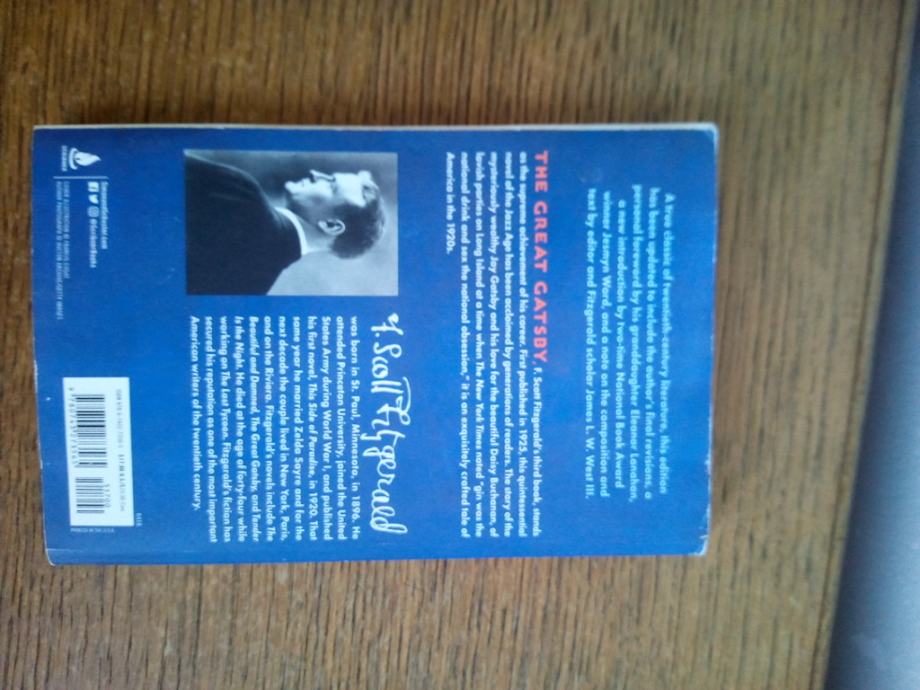 A true classic of twentieth-century literature, this edition
has been updated to include the author's final revisions, a
personal foreword by his granddaughter Eleanor Lanahan,
a new introduction by two-time National Book Award
winner Jesmyn Ward, and a note on the composition and
text by editor and Fitzgerald scholar James L. W. West III.
THE GREAT GATSBY, F. Scott Fitzgerald's third book, stands
as the supreme achievement of his career. First published in 1925, this quintessential
novel of the Jazz Age has been acclaimed by generations of readers. The story of the
mysteriously wealthy Jay Gatsby and his love for the beautiful Daisy Buchanan, of
lavish parties on Long Island at a time when The New York Times noted "gin was the
national drink and sex the national obsession," it is an exquisitely crafted tale of
America in the 1920s.
F. Scott Fitzgerald
was born in St. Paul, Minnesota, in 1896. He
attended Princeton University, joined the United
States Army during World War I, and published
his first novel, This Side of Paradise, in 1920. That
same year he married Zelda Sayre and for the
next decade the couple lived in New York, Paris,
and on the Riviera. Fitzgerald's novels include The
Beautiful and Damned, The Great Gatsby, and Tender
Is the Night. He died at the age of forty-four while
working on The Last Tycoon. Fitzgerald's fiction has
secured his reputation as one of the most important
American writers of the twentieth century.
SCRIBNER
SimonandSchuster.com
@ScribnerBooks